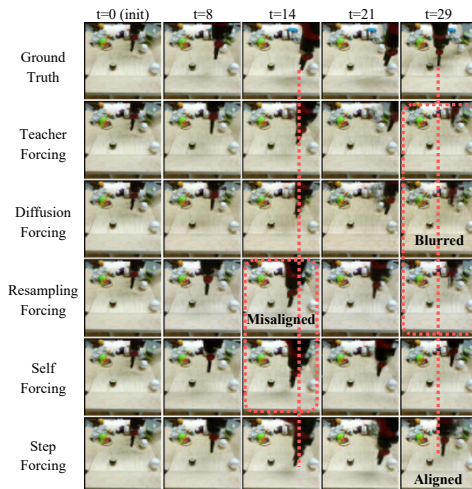 t=0 (init) t=8 t=14 t=21 t=29
Ground
Truth
Teacher
Forcing
Diffusion
Forcing
Blurred
Resampling
Forcing
Misaligned
Self
Forcing
Step
Forcing
Aligned